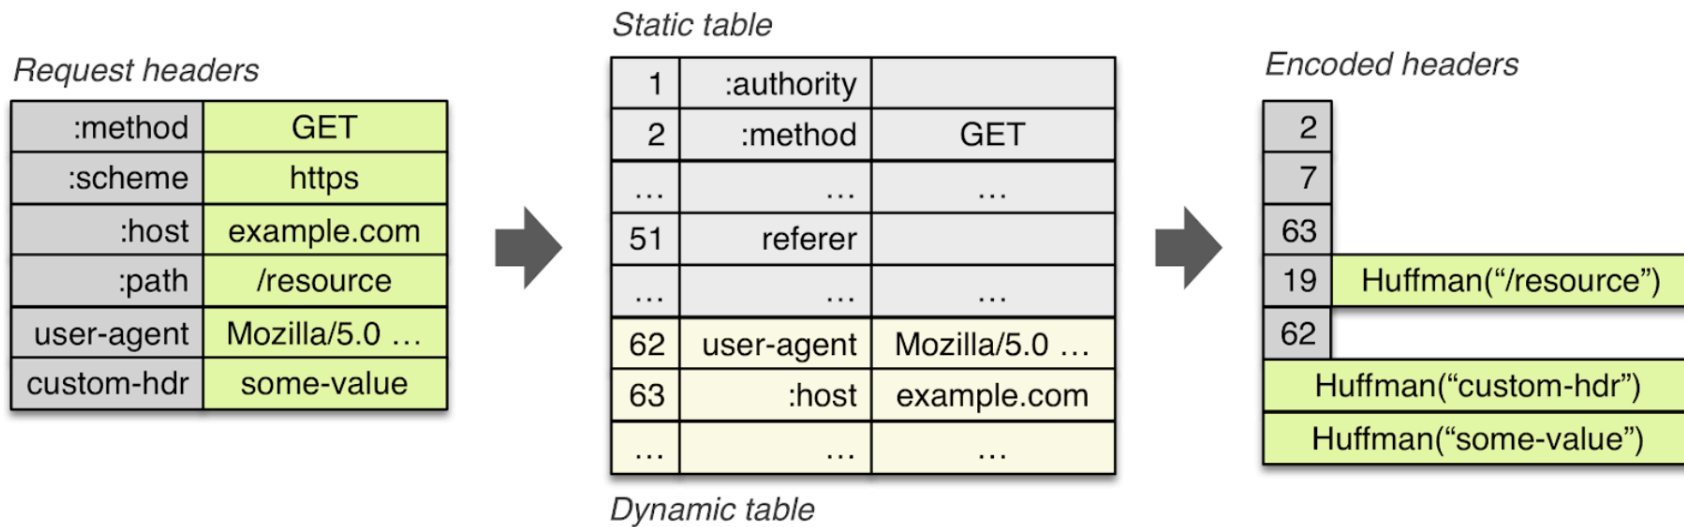 Request headers
:method GET
:scheme https
:host example.com
:path /resource
user-agent Mozilla/5.0 …
custom-hdr some-value
Static table
1 :authority
2 :method GET
… … …
51 referer
… … …
62 user-agent Mozilla/5.0 …
63 :host example.com
… … …
Dynamic table
Encoded headers
2
7
63
19 Huffman(“/resource”)
62
Huffman(“custom-hdr”)
Huffman(“some-value”)